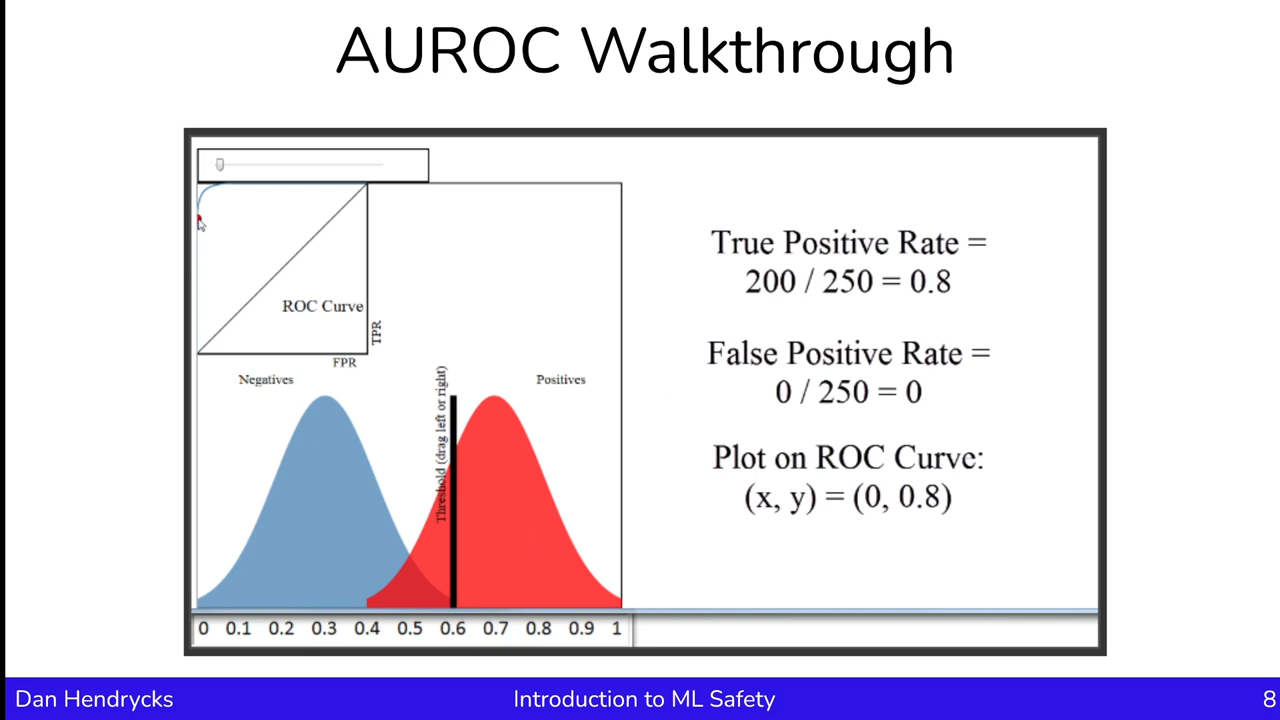 AUROC Walkthrough
ROC Curve
TPR
FPR
Negatives
Positives
Threshold (drag left or right)
0 0.1 0.2 0.3 0.4 0.5 0.6 0.7 0.8 0.9 1
True Positive Rate =
200 / 250 = 0.8
False Positive Rate =
0 / 250 = 0
Plot on ROC Curve:
(x, y) = (0, 0.8)
Dan Hendrycks
Introduction to ML Safety
8